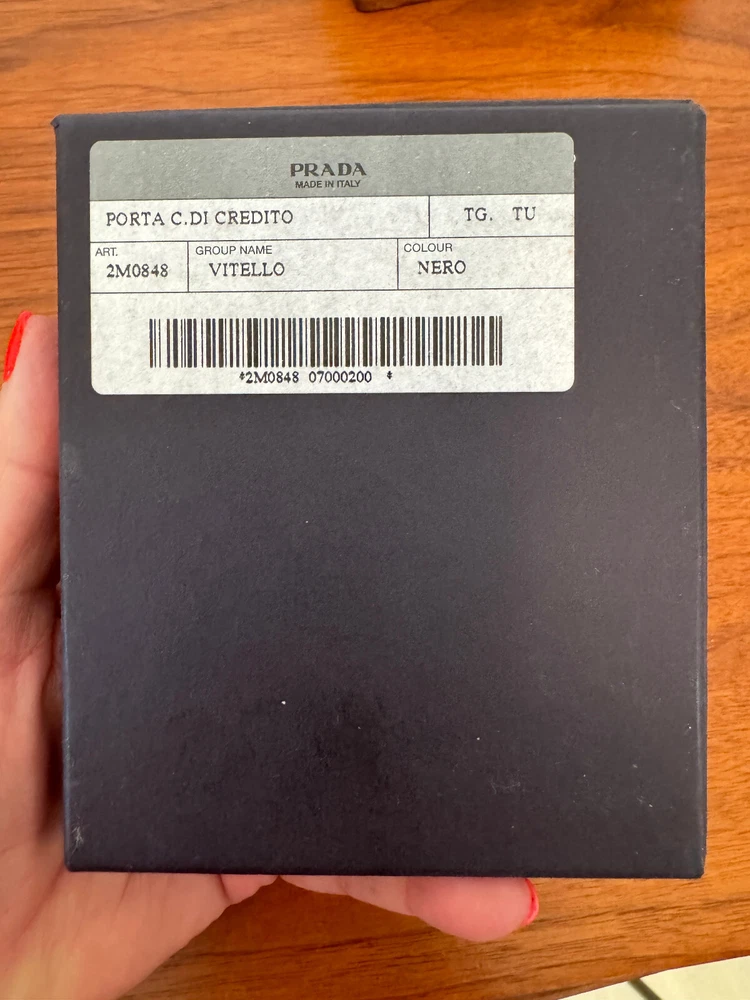 PRADA
MADE IN ITALY
PORTA C.DI CREDITO TG. TU
ART. GROUP NAME COLOUR
2M0848 VITELLO NERO
*2M0848 07000200 *